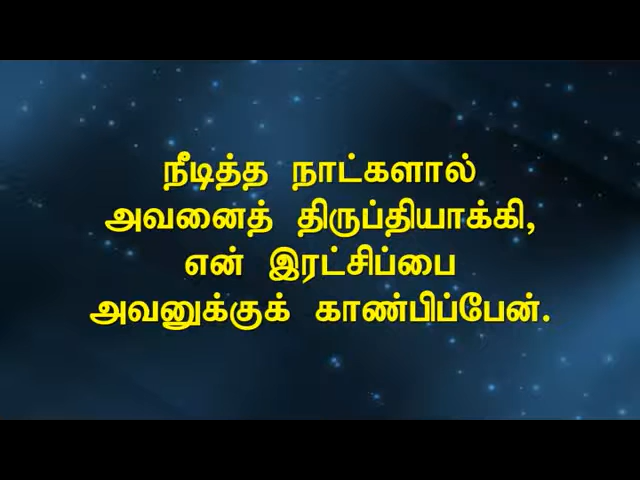 நீடித்த நாட்களால்
அவனைத் திருப்தியாக்கி,
என் இரட்சிப்பை
அவனுக்குக் காண்பிப்பேன்.